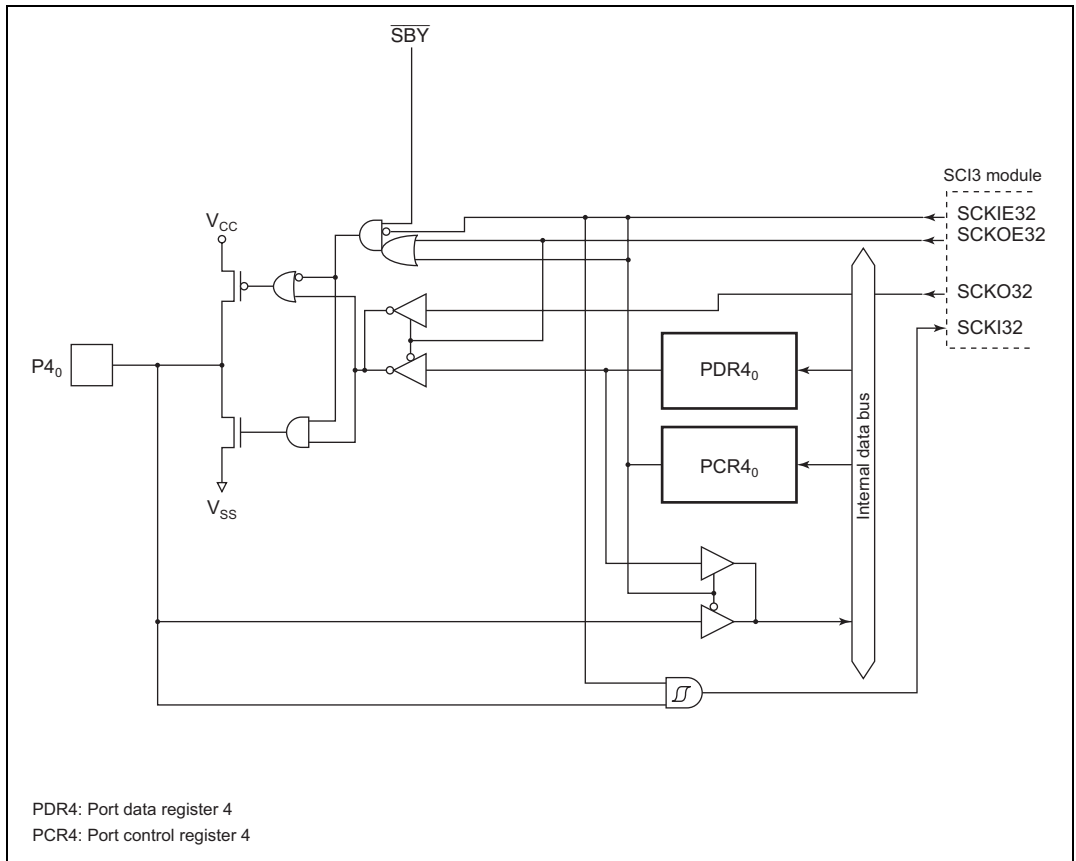 SBY
SCI3 module
SCKIE32
SCKOE32
SCKO32
SCKI32
VCC
P40
VSS
PDR40
PCR40
Internal data bus
PDR4: Port data register 4
PCR4: Port control register 4